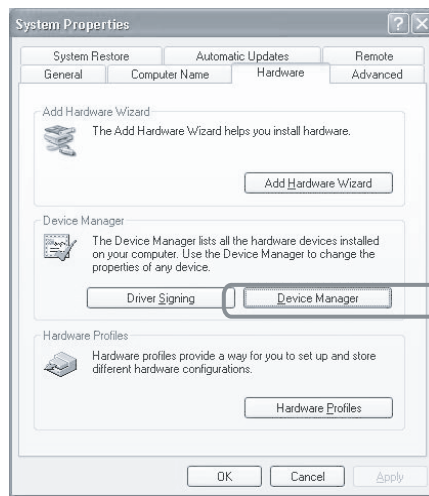 System Properties
System Restore Automatic Updates Remote
General Computer Name Hardware Advanced
Add Hardware Wizard
The Add Hardware Wizard helps you install hardware.
Add Hardware Wizard
Device Manager
The Device Manager lists all the hardware devices installed
on your computer. Use the Device Manager to change the
properties of any device.
Driver Signing Device Manager
Hardware Profiles
Hardware profiles provide a way for you to set up and store
different hardware configurations.
Hardware Profiles
OK Cancel Apply